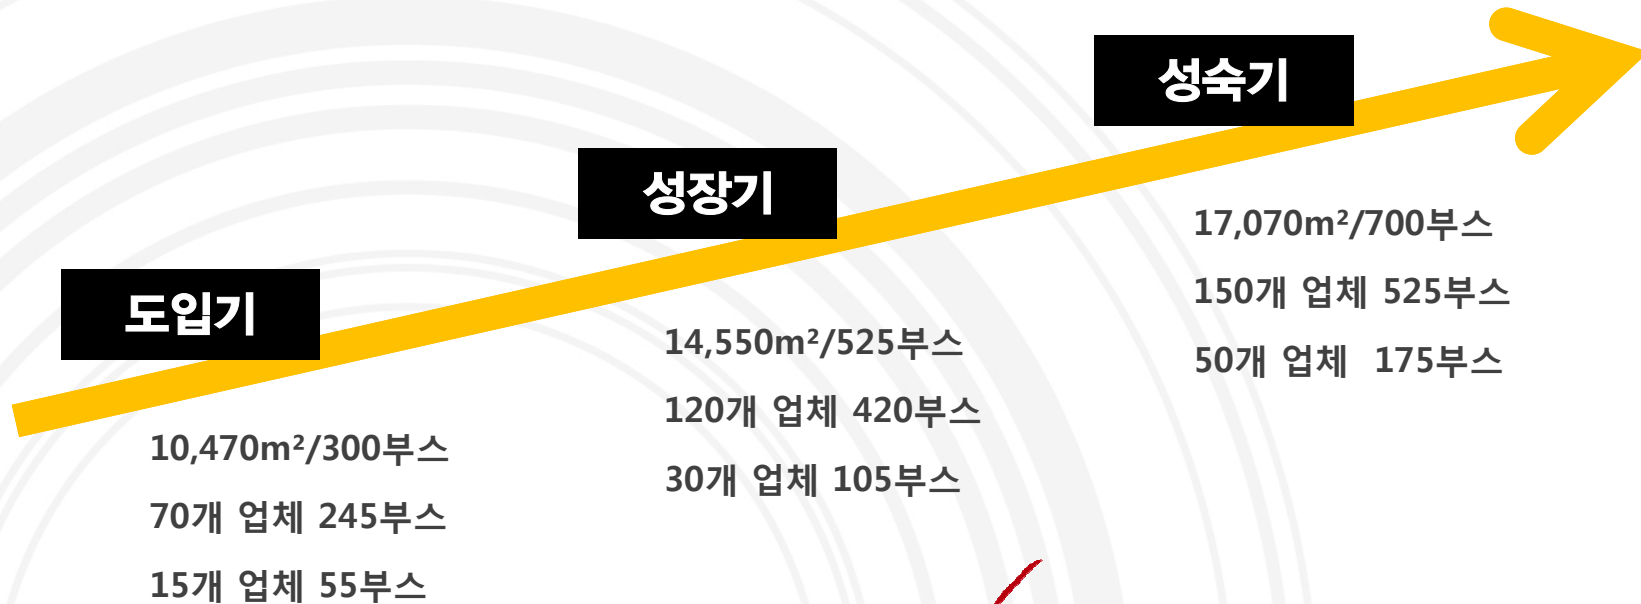 도입기
10,470m²/300부스
70개 업체 245부스
15개 업체 55부스
성장기
14,550m²/525부스
120개 업체 420부스
30개 업체 105부스
성숙기
17,070m²/700부스
150개 업체 525부스
50개 업체  175부스